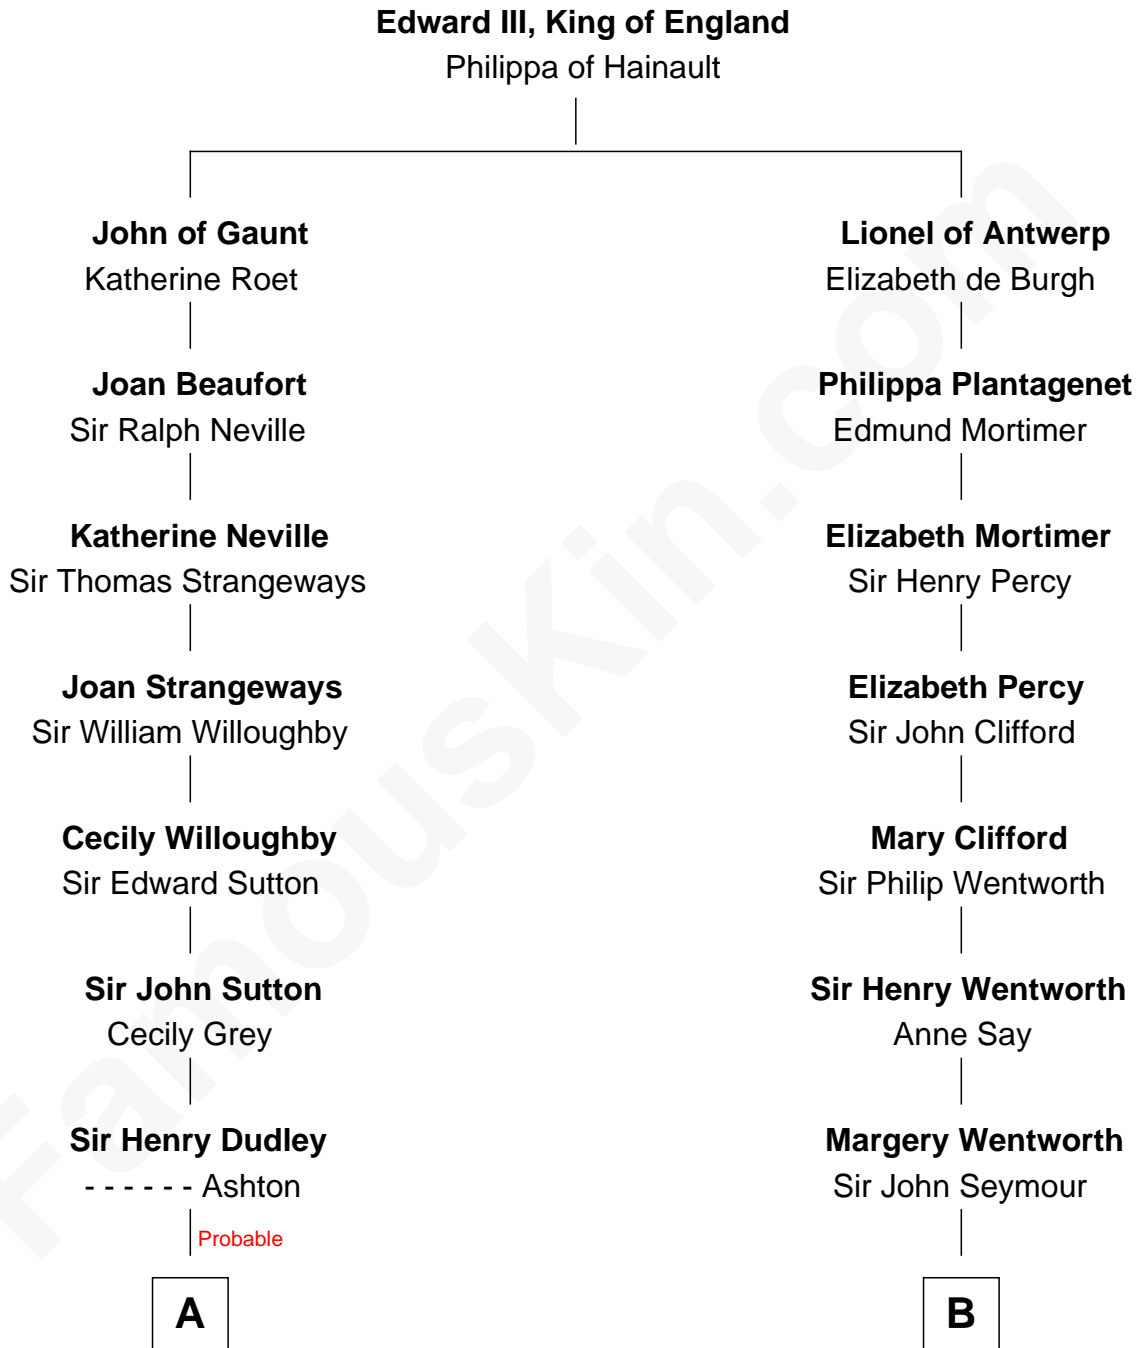 Edward III, King of England
Philippa of Hainault
John of Gaunt
Katherine Roet
Lionel of Antwerp
Elizabeth de Burgh
Joan Beaufort
Sir Ralph Neville
Philippa Plantagenet
Edmund Mortimer
Katherine Neville
Sir Thomas Strangeways
Elizabeth Mortimer
Sir Henry Percy
Joan Strangeways
Sir William Willoughby
Elizabeth Percy
Sir John Clifford
Cecily Willoughby
Sir Edward Sutton
Mary Clifford
Sir Philip Wentworth
Sir John Sutton
Cecily Grey
Sir Henry Wentworth
Anne Say
Sir Henry Dudley
- - - - - - Ashton
Margery Wentworth
Sir John Seymour
Probable
A
B
FamousKin.com